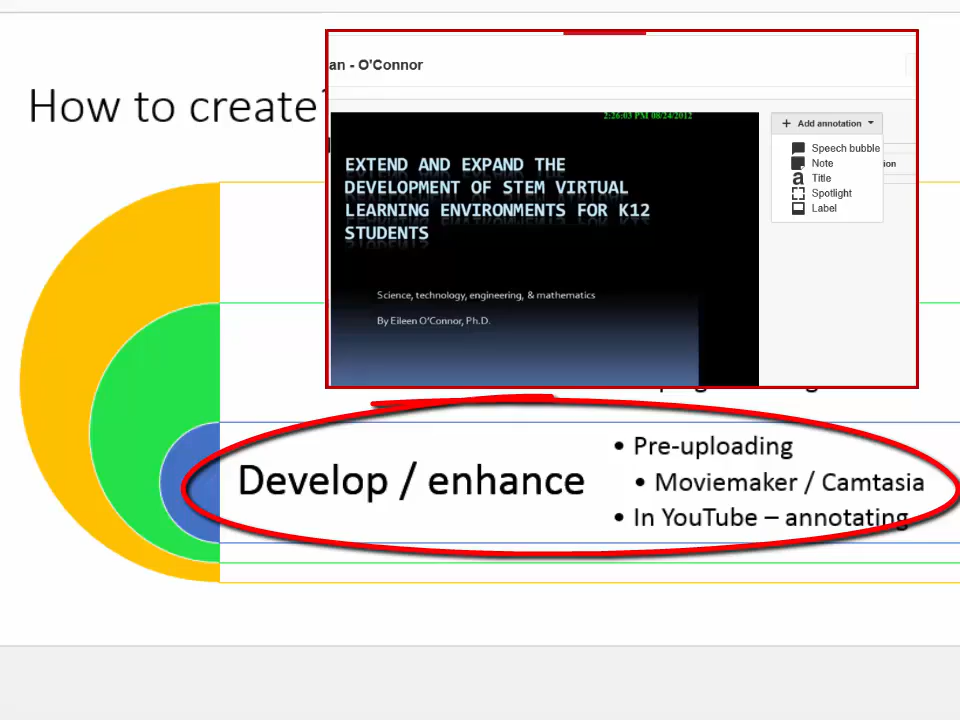 How to create
an - O'Connor
2:26:03 PM 08/24/2012
EXTEND AND EXPAND THE
DEVELOPMENT OF STEM VIRTUAL
LEARNING ENVIRONMENTS FOR K12
STUDENTS
Science, technology, engineering, & mathematics
By Eileen O'Connor, Ph.D.
+ Add annotation
Speech bubble
Note
ion
a Title
Spotlight
Label
Develop / enhance
• Pre-uploading
• Moviemaker / Camtasia
• In YouTube – annotating